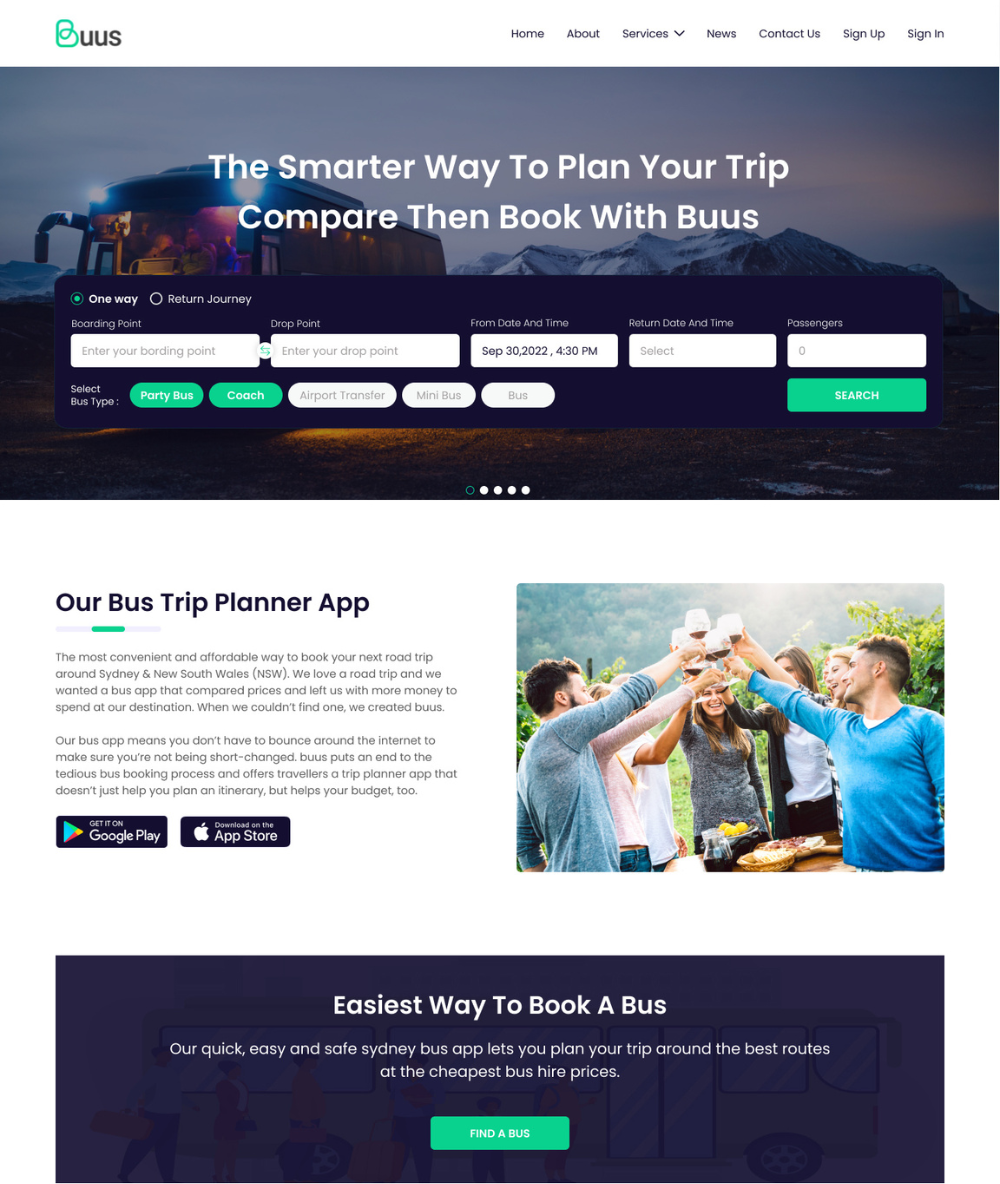 Buus
Home About Services News Contact Us Sign Up Sign In
The Smarter Way To Plan Your Trip
Compare Then Book With Buus
One way Return Journey
Boarding Point Drop Point From Date And Time Return Date And Time Passengers
Enter your bording point Enter your drop point Sep 30,2022 , 4:30 PM Select 0
Select
Bus Type : Party Bus Coach Airport Transfer Mini Bus Bus SEARCH
Our Bus Trip Planner App
The most convenient and affordable way to book your next road trip
around Sydney & New South Wales (NSW). We love a road trip and we
wanted a bus app that compared prices and left us with more money to
spend at our destination. When we couldn't find one, we created buus.
Our bus app means you don't have to bounce around the internet to
make sure you're not being short-changed. buus puts an end to the
tedious bus booking process and offers travellers a trip planner app that
doesn't just help you plan an itinerary, but helps your budget, too.
GET IT ON Download on the
Google Play App Store
Easiest Way To Book A Bus
Our quick, easy and safe sydney bus app lets you plan your trip around the best routes
at the cheapest bus hire prices.
FIND A BUS